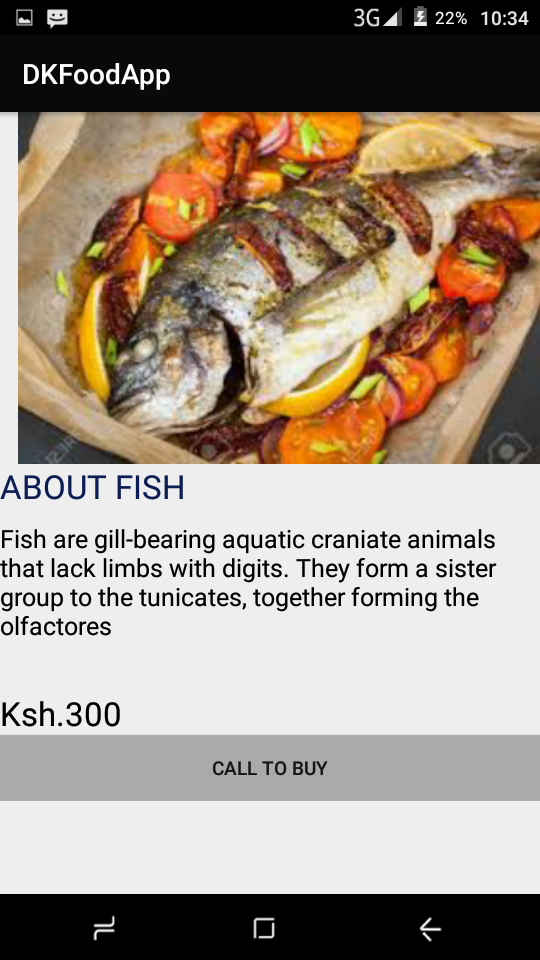 3G 22% 10:34
DKFoodApp
ABOUT FISH
Fish are gill-bearing aquatic craniate animals
that lack limbs with digits. They form a sister
group to the tunicates, together forming the
olfactores
Ksh.300
CALL TO BUY